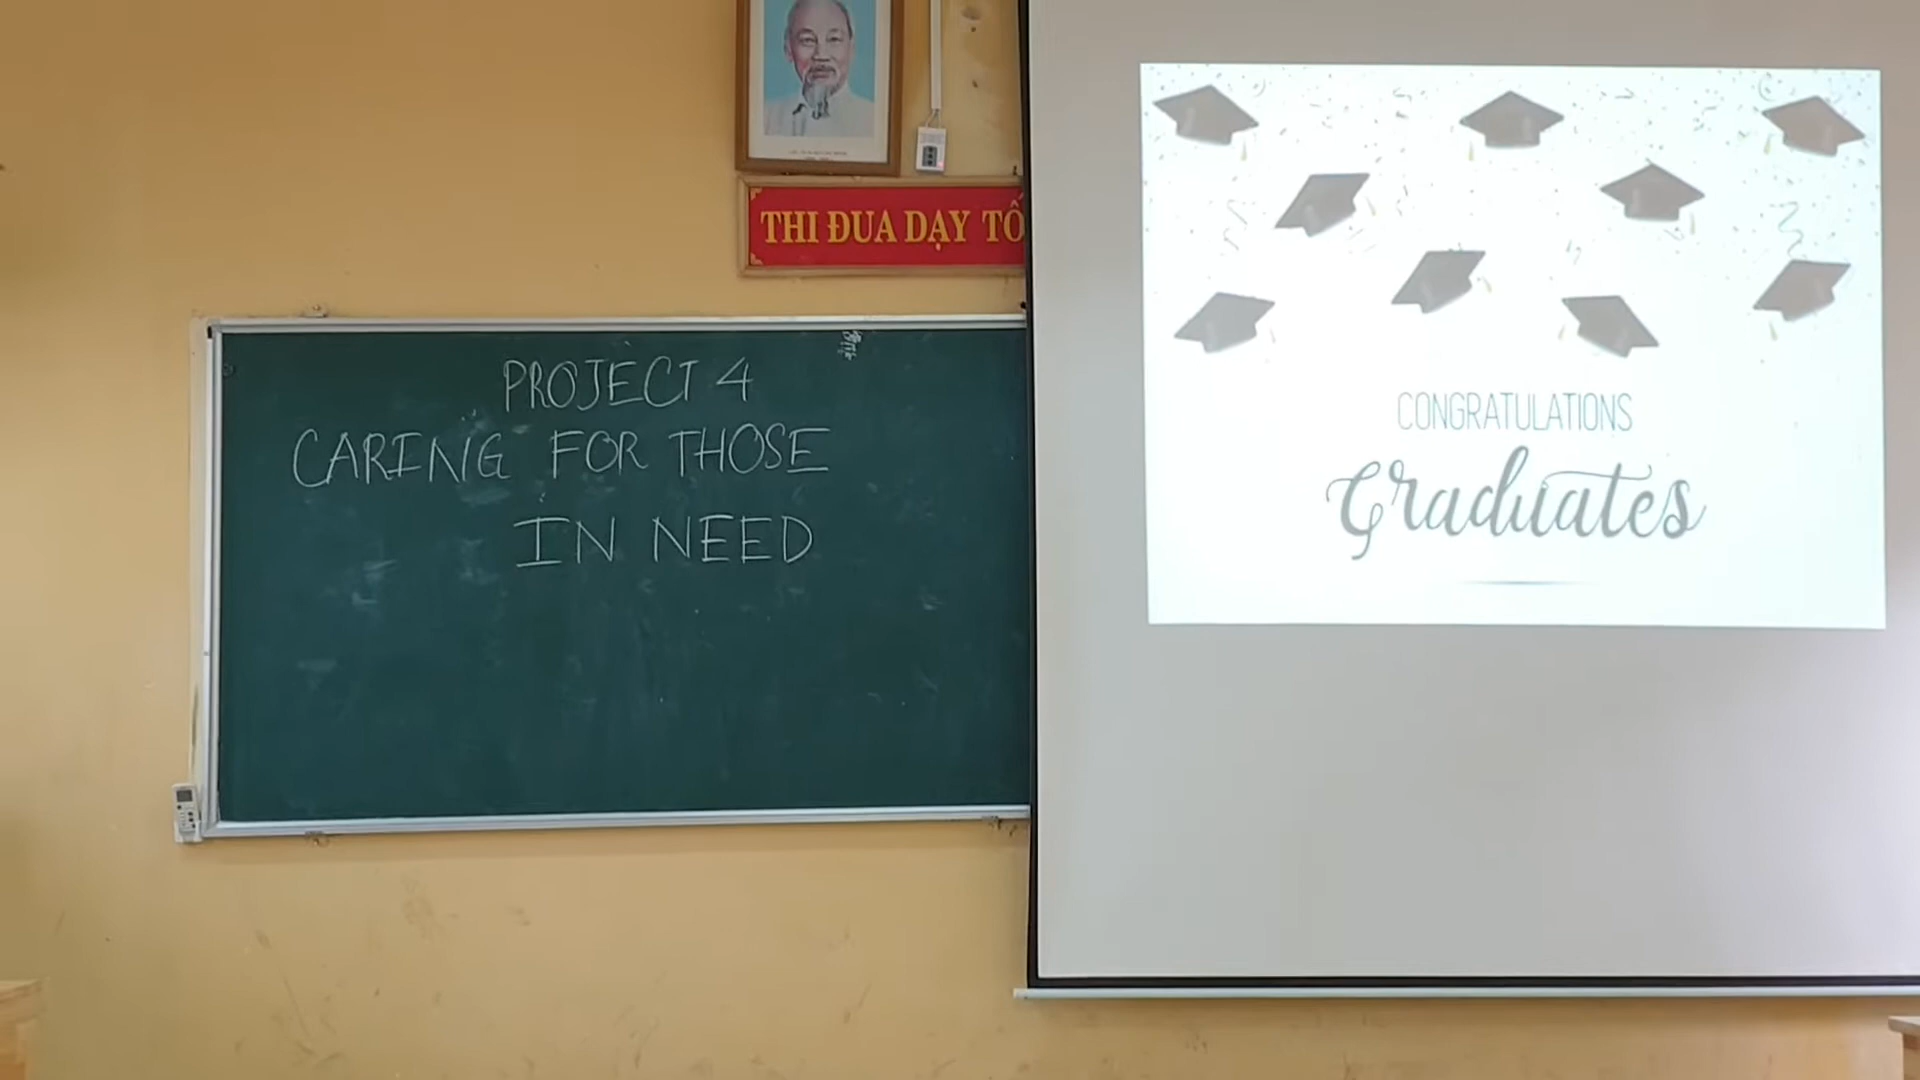 THI ĐUA DẠY TỐ
PROJECT 4
CARING FOR THOSE
IN NEED
CONGRATULATIONS
Graduates